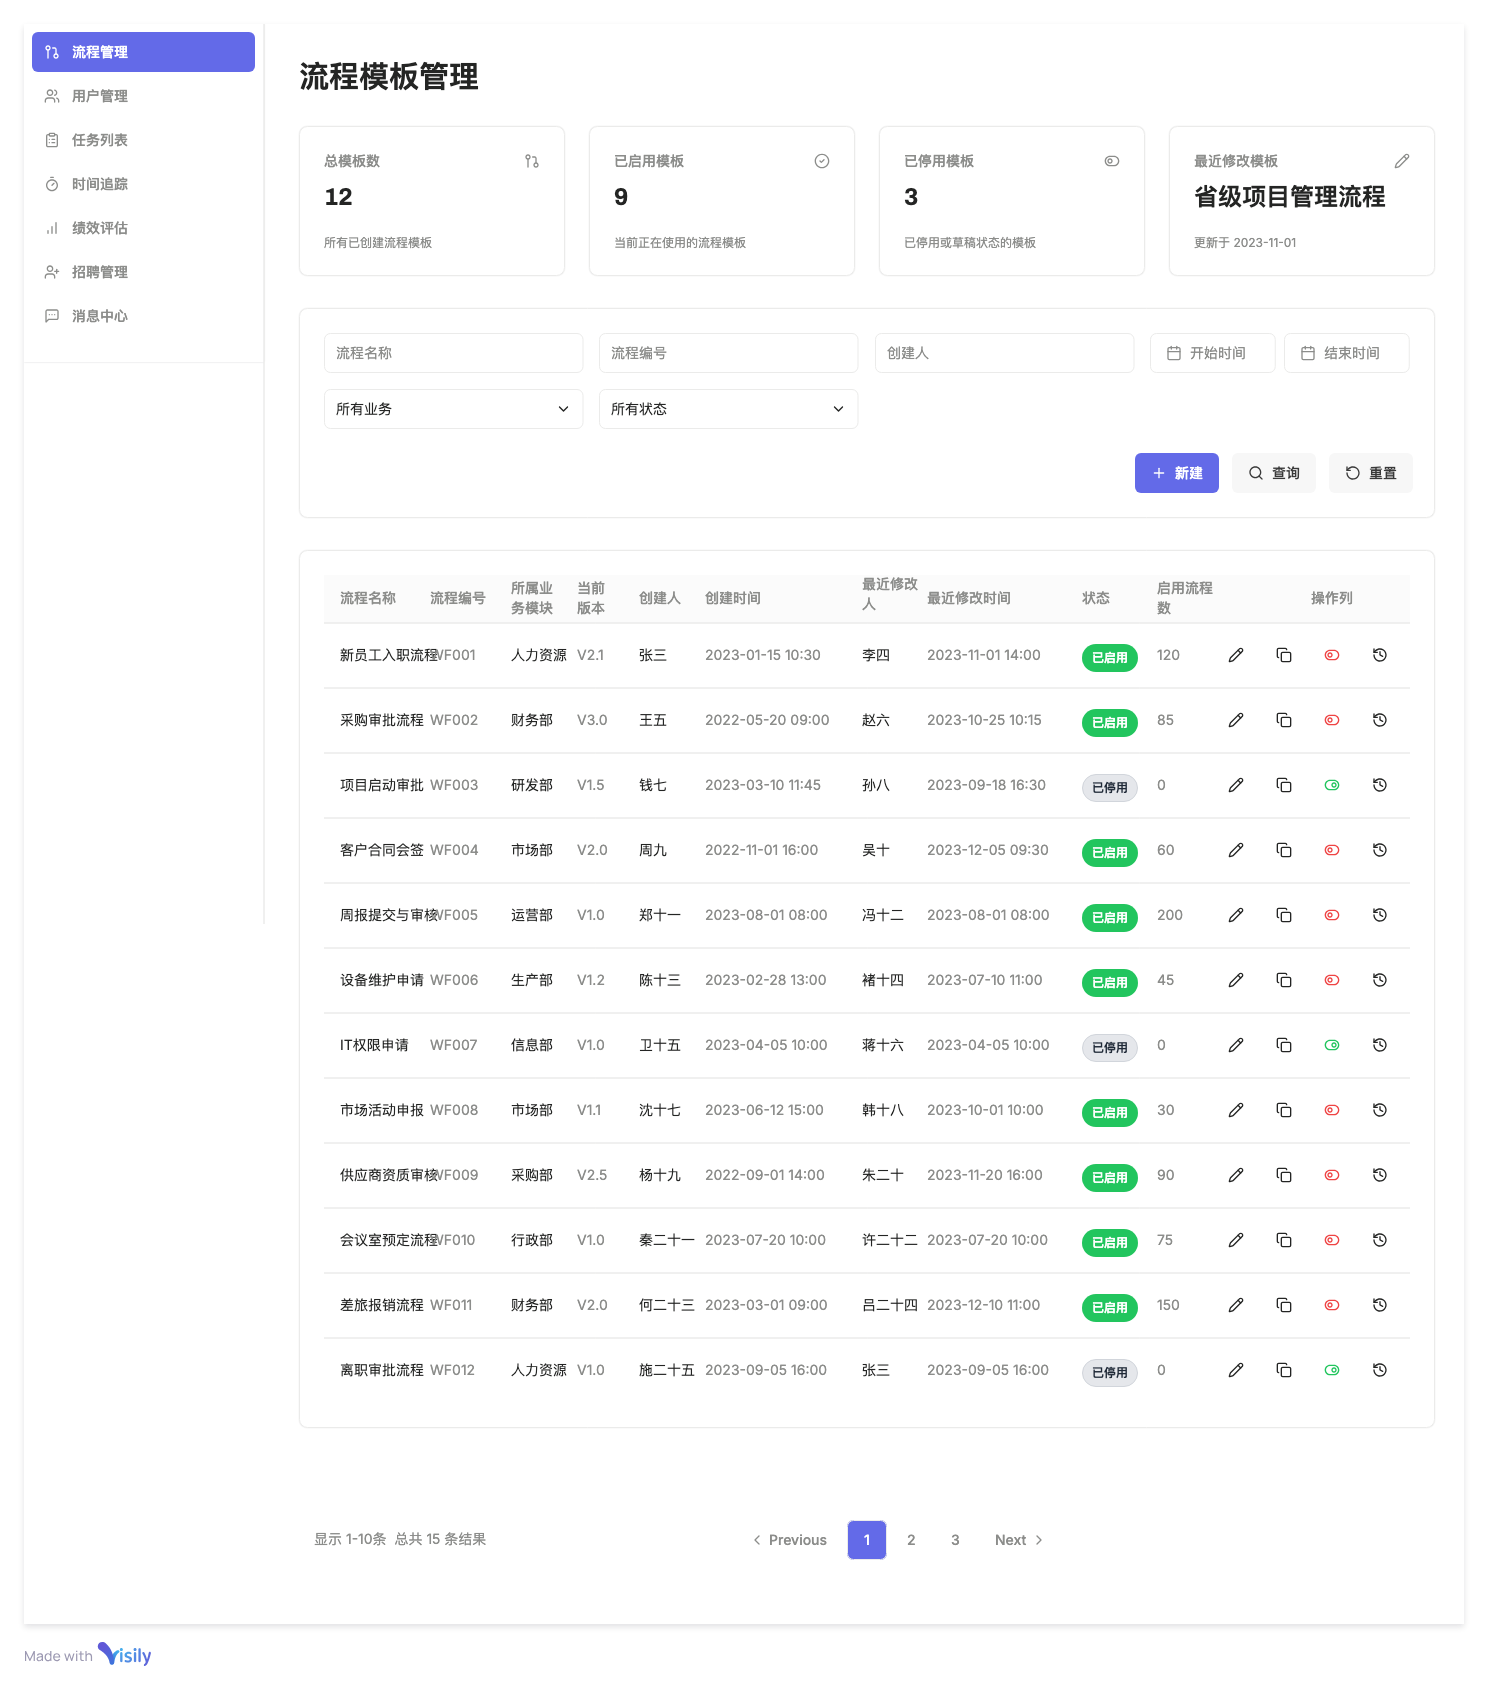 流程管理
用户管理
任务列表
时间追踪
绩效评估
招聘管理
消息中心
流程模板管理
总模板数
12
所有已创建流程模板
已启用模板
9
当前正在使用的流程模板
已停用模板
3
已停用或草稿状态的模板
最近修改模板
省级项目管理流程
更新于 2023-11-01
流程名称 流程编号 创建人 开始时间 结束时间
所有业务 所有状态
新建 查询 重置
流程名称 流程编号 所属业务模块 当前版本 创建人 创建时间 最近修改人 最近修改时间 状态 启用流程数 操作列
新员工入职流程 WF001 人力资源 V2.1 张三 2023-01-15 10:30 李四 2023-11-01 14:00 已启用 120
采购审批流程 WF002 财务部 V3.0 王五 2022-05-20 09:00 赵六 2023-10-25 10:15 已启用 85
项目启动审批 WF003 研发部 V1.5 钱七 2023-03-10 11:45 孙八 2023-09-18 16:30 已停用 0
客户合同会签 WF004 市场部 V2.0 周九 2022-11-01 16:00 吴十 2023-12-05 09:30 已启用 60
周报提交与审核 WF005 运营部 V1.0 郑十一 2023-08-01 08:00 冯十二 2023-08-01 08:00 已启用 200
设备维护申请 WF006 生产部 V1.2 陈十三 2023-02-28 13:00 褚十四 2023-07-10 11:00 已启用 45
IT权限申请 WF007 信息部 V1.0 卫十五 2023-04-05 10:00 蒋十六 2023-04-05 10:00 已停用 0
市场活动申报 WF008 市场部 V1.1 沈十七 2023-06-12 15:00 韩十八 2023-10-01 10:00 已启用 30
供应商资质审核 WF009 采购部 V2.5 杨十九 2022-09-01 14:00 朱二十 2023-11-20 16:00 已启用 90
会议室预定流程 WF010 行政部 V1.0 秦二十一 2023-07-20 10:00 许二十二 2023-07-20 10:00 已启用 75
差旅报销流程 WF011 财务部 V2.0 何二十三 2023-03-01 09:00 吕二十四 2023-12-10 11:00 已启用 150
离职审批流程 WF012 人力资源 V1.0 施二十五 2023-09-05 16:00 张三 2023-09-05 16:00 已停用 0
显示 1-10条 总共 15 条结果
Previous 1 2 3 Next
Made with Visily